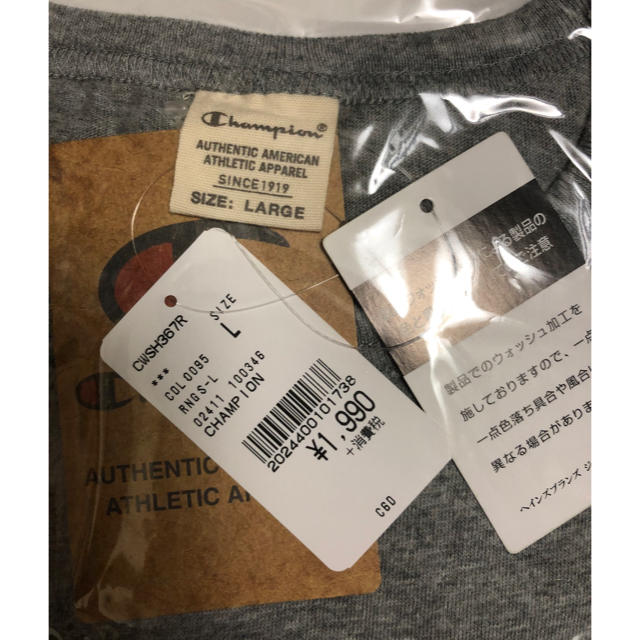 Champion®
AUTHENTIC AMERICAN
ATHLETIC APPAREL
SINCE1919
SIZE: LARGE
CWSH367R
SIZE
***
L
COL0095
RNGS-L
02411 100346
CHAMPION
2024400101738
¥1,990
+消費税
C60
AUTHENTIC
ATHLETIC
る製品の
ご注意
製品でのウォッシュ加工を
施しておりますので、一点
一点色落ち具合や風合い
異なる場合がありま
ヘインズブランズ ジ